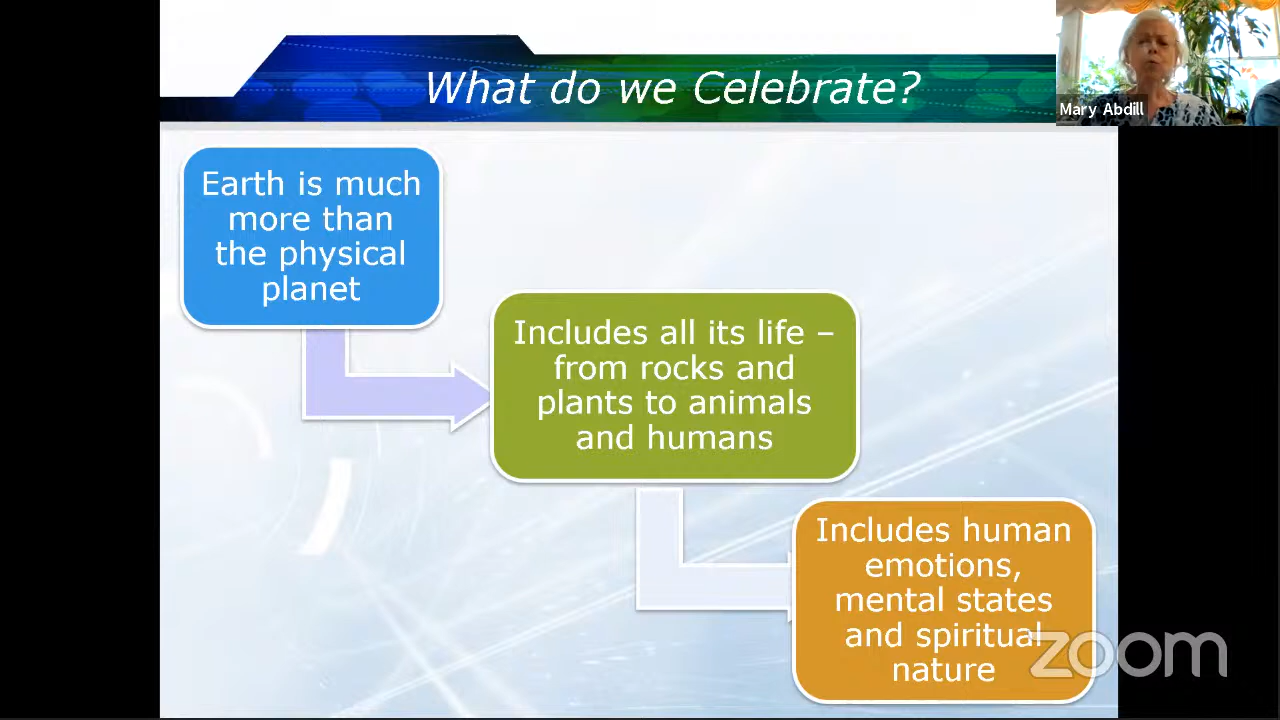 What do we Celebrate?
Mary Abdill
Earth is much
more than
the physical
planet
Includes all its life –
from rocks and
plants to animals
and humans
Includes human
emotions,
mental states
and spiritual
nature
zoom